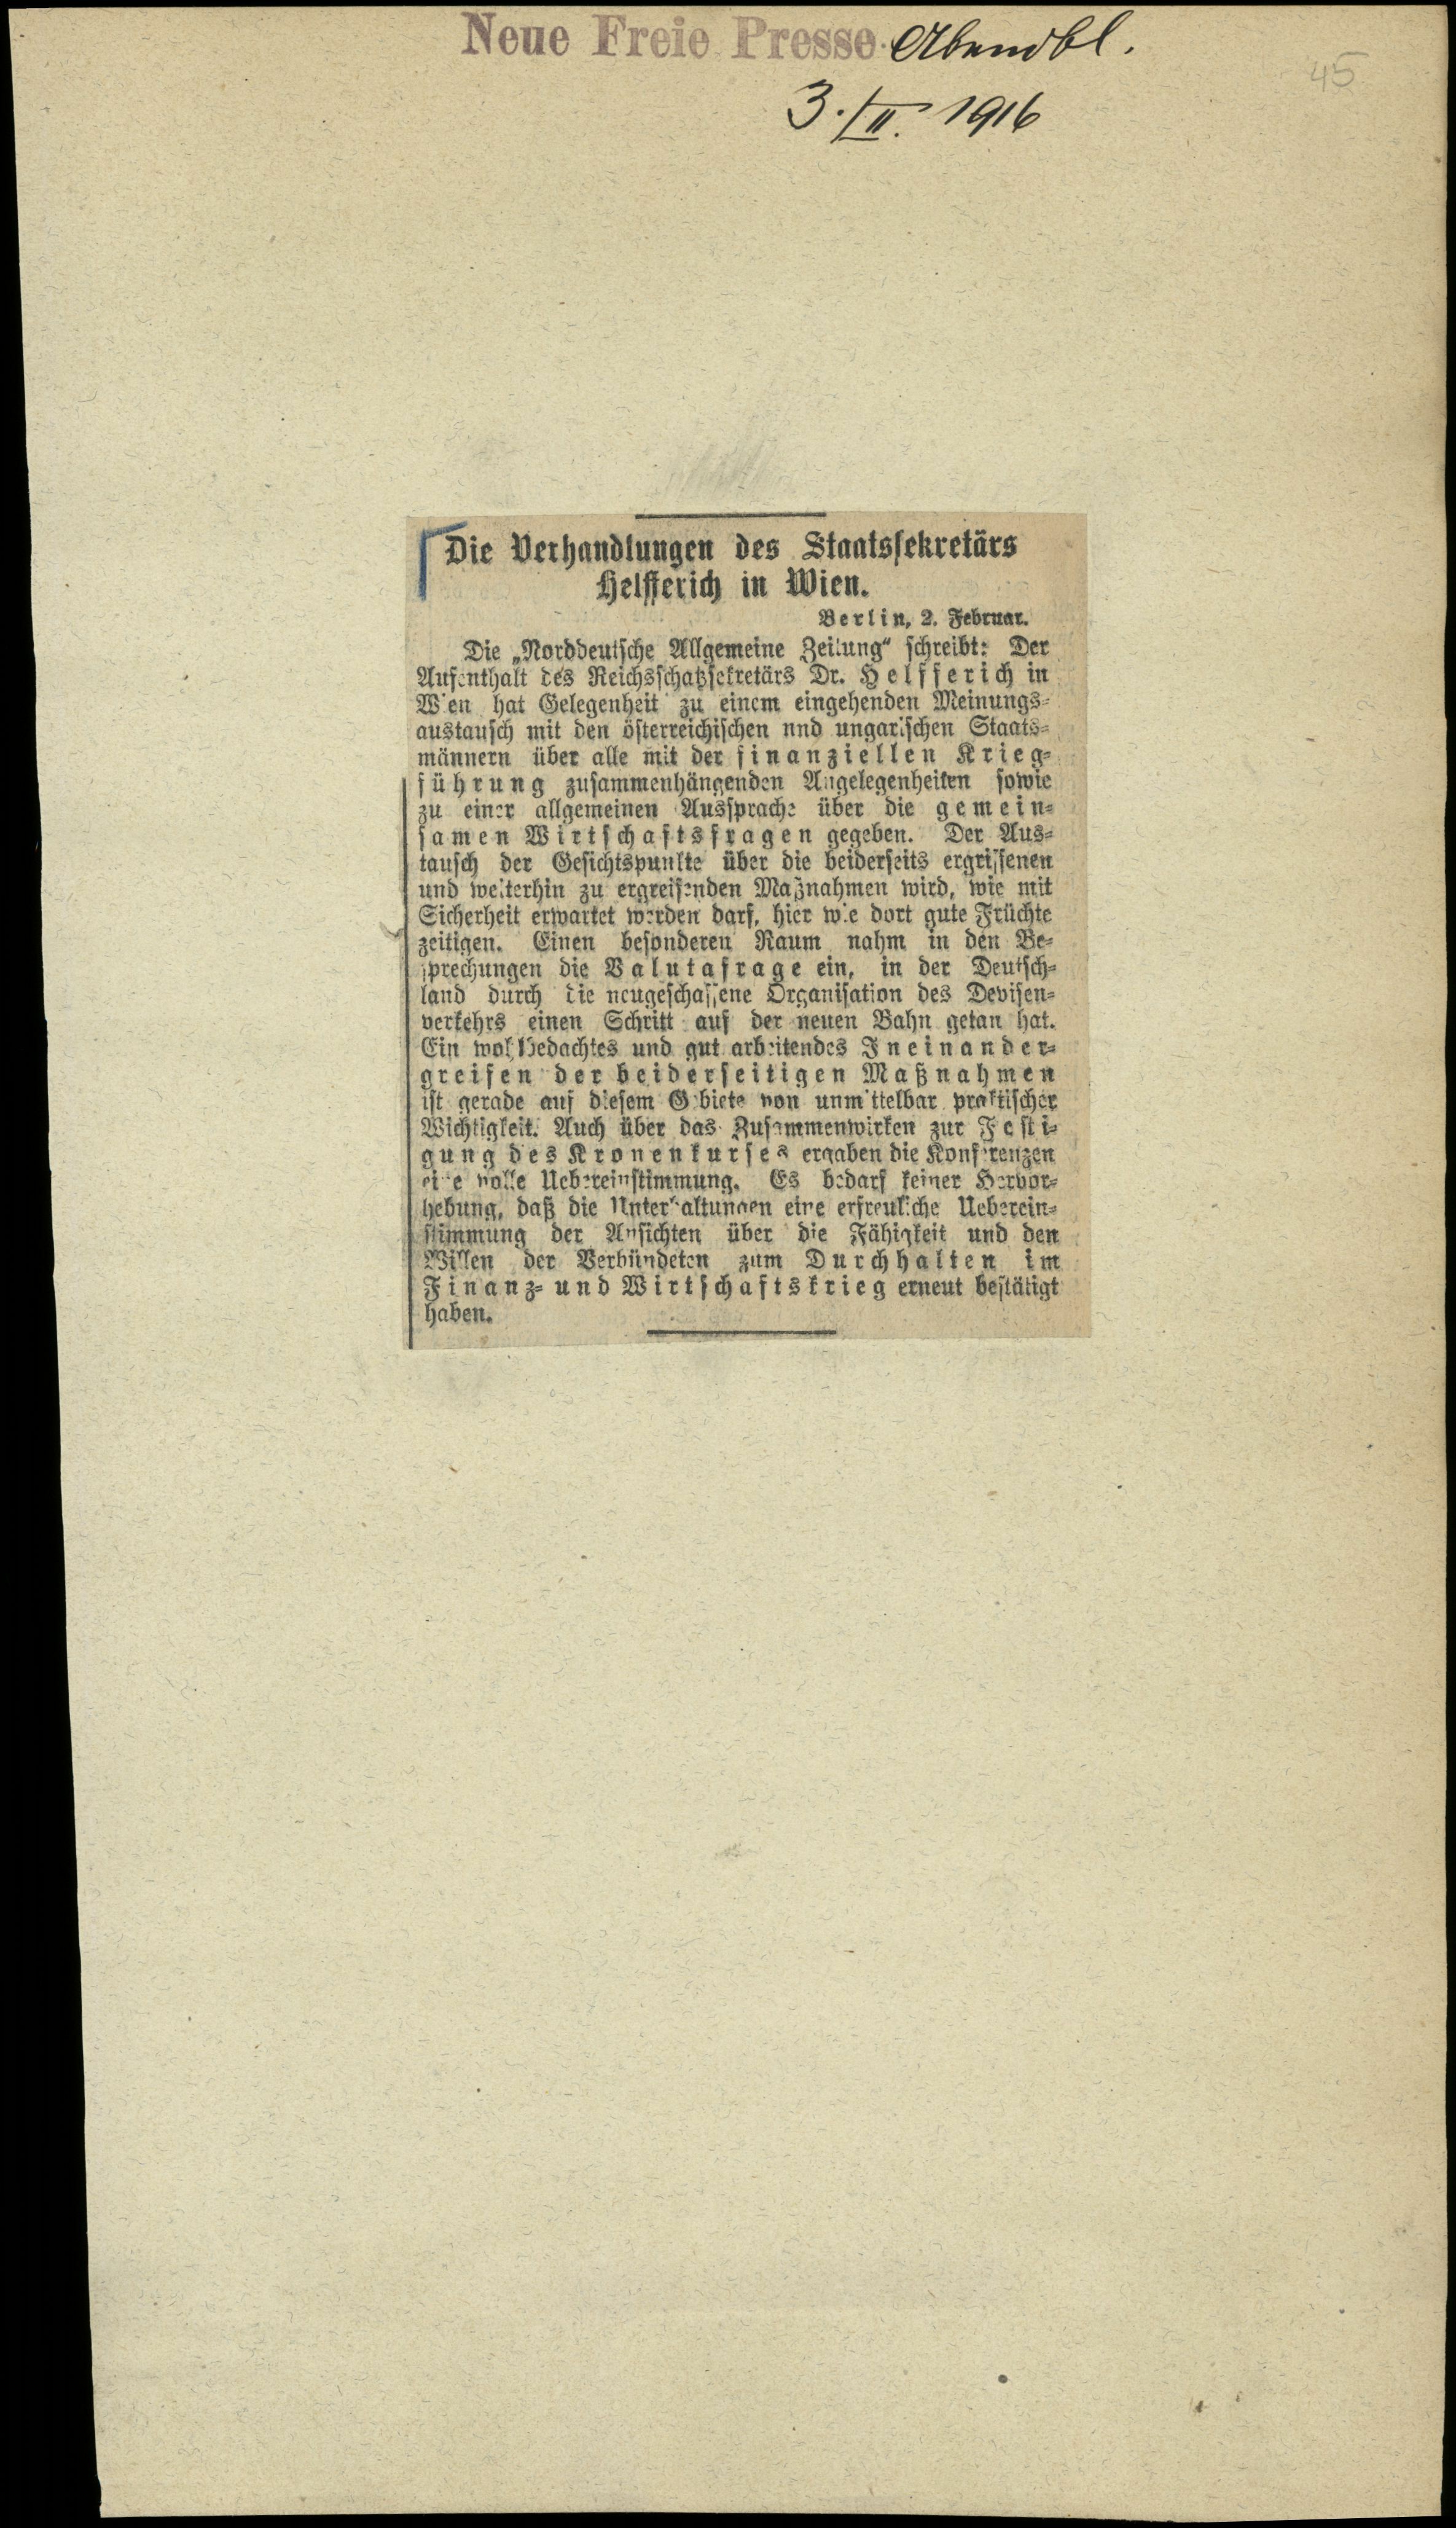 Neue Freie Presse Abendbl.
3./II. 1916
45
Die Verhandlungen des Staatssekretärs
Helfferich in Wien.
Berlin, 2. Februar.
Die „Norddeutsche Allgemeine Zeitung“ schreibt: Der
Aufenthalt des Reichsschatzsekretärs Dr. Helfferich in
Wien hat Gelegenheit zu einem eingehenden Meinungs-
austausch mit den österreichischen nnd ungarischen Staats-
männern über alle mit der finanziellen Krieg-
führung zusammenhängenden Angelegenheiten sowie
zu einer allgemeinen Aussprache über die gemein-
samen Wirtschaftsfragen gegeben. Der Aus-
tausch der Gesichtspunkte über die beiderseits ergriffenen
und weiterhin zu ergreifenden Maßnahmen wird, wie mit
Sicherheit erwartet werden darf, hier wie dort gute Früchte
zeitigen. Einen besonderen Raum nahm in den Be-
sprechungen die Valutafrage ein, in der Deutsch-
land durch die neugeschaffene Organisation des Devisen-
verkehrs einen Schritt auf der neuen Bahn getan hat.
Ein wohlbedachtes und gut arbeitendes Ineinander-
greifen der beiderseitigen Maßnahmen
ist gerade auf diesem Gebiete von unmittelbar praktischer
Wichtigkeit. Auch über das Zusammenwirken zur Festi-
gung des Kronenkurses ergaben die Konferenzen
eine volle Uebereinstimmung. Es bedarf keiner Hervor-
hebung, daß die Unterhaltungen eine erfreuliche Ueberein-
stimmung der Ansichten über die Fähigkeit und den
Willen der Verbündeten zum Durchhalten im
Finanz- und Wirtschaftskrieg erneut bestätigt
haben.